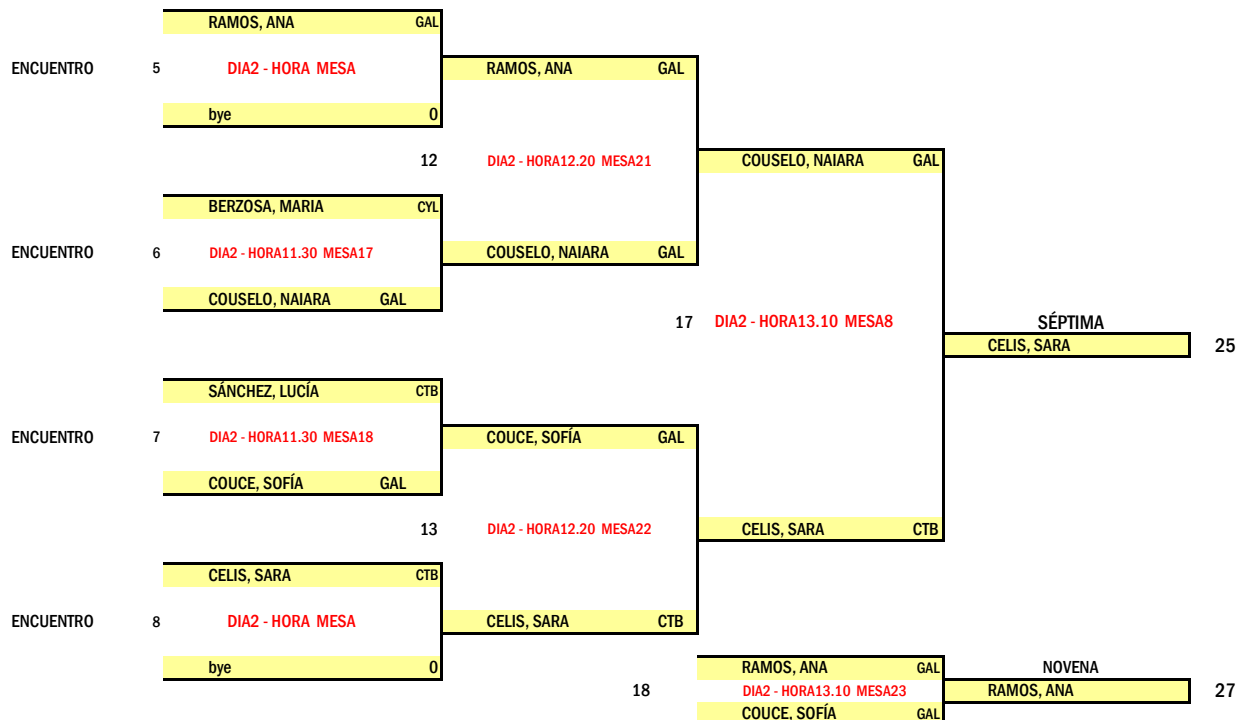 RAMOS, ANA GAL
ENCUENTRO 5 DIA2 - HORA MESA RAMOS, ANA GAL
bye 0
12 DIA2 - HORA12.20 MESA21 COUSELO, NAIARA GAL
BERZOSA, MARIA CYL
ENCUENTRO 6 DIA2 - HORA11.30 MESA17 COUSELO, NAIARA GAL
COUSELO, NAIARA GAL
17 DIA2 - HORA13.10 MESA8 SÉPTIMA
CELIS, SARA 25
SÁNCHEZ, LUCÍA CTB
ENCUENTRO 7 DIA2 - HORA11.30 MESA18 COUCE, SOFÍA GAL
COUCE, SOFÍA GAL
13 DIA2 - HORA12.20 MESA22 CELIS, SARA CTB
CELIS, SARA CTB
ENCUENTRO 8 DIA2 - HORA MESA CELIS, SARA CTB
bye 0 RAMOS, ANA GAL NOVENA
18 DIA2 - HORA13.10 MESA23 RAMOS, ANA 27
COUCE, SOFÍA GAL